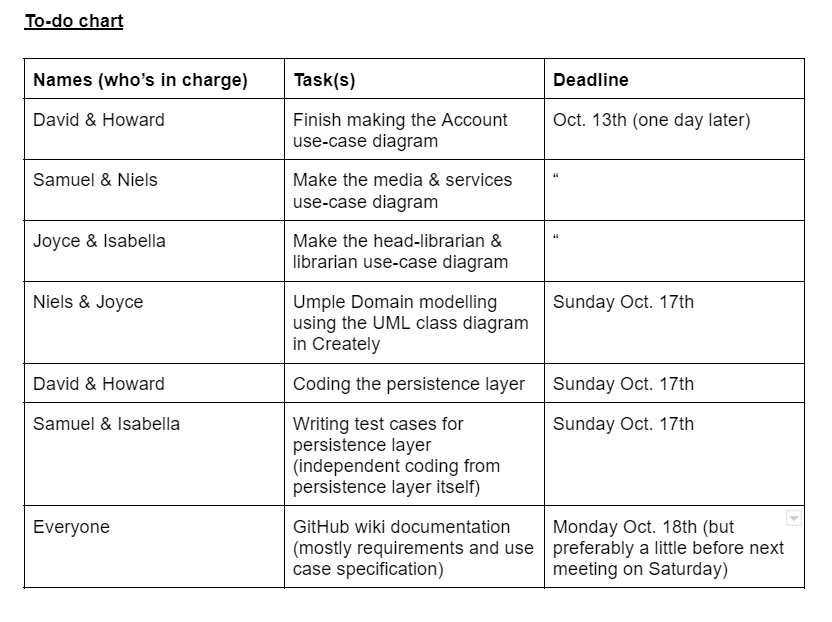 To-do chart
Names (who’s in charge)
Task(s)
Deadline
David & Howard
Finish making the Account
use-case diagram
Oct. 13th (one day later)
Samuel & Niels
Make the media & services
use-case diagram
“
Joyce & Isabella
Make the head-librarian &
librarian use-case diagram
“
Niels & Joyce
Umple Domain modelling
using the UML class diagram
in Creately
Sunday Oct. 17th
David & Howard
Coding the persistence layer
Sunday Oct. 17th
Samuel & Isabella
Writing test cases for
persistence layer
(independent coding from
persistence layer itself)
Sunday Oct. 17th
Everyone
GitHub wiki documentation
(mostly requirements and use
case specification)
Monday Oct. 18th (but
preferably a little before next
meeting on Saturday)